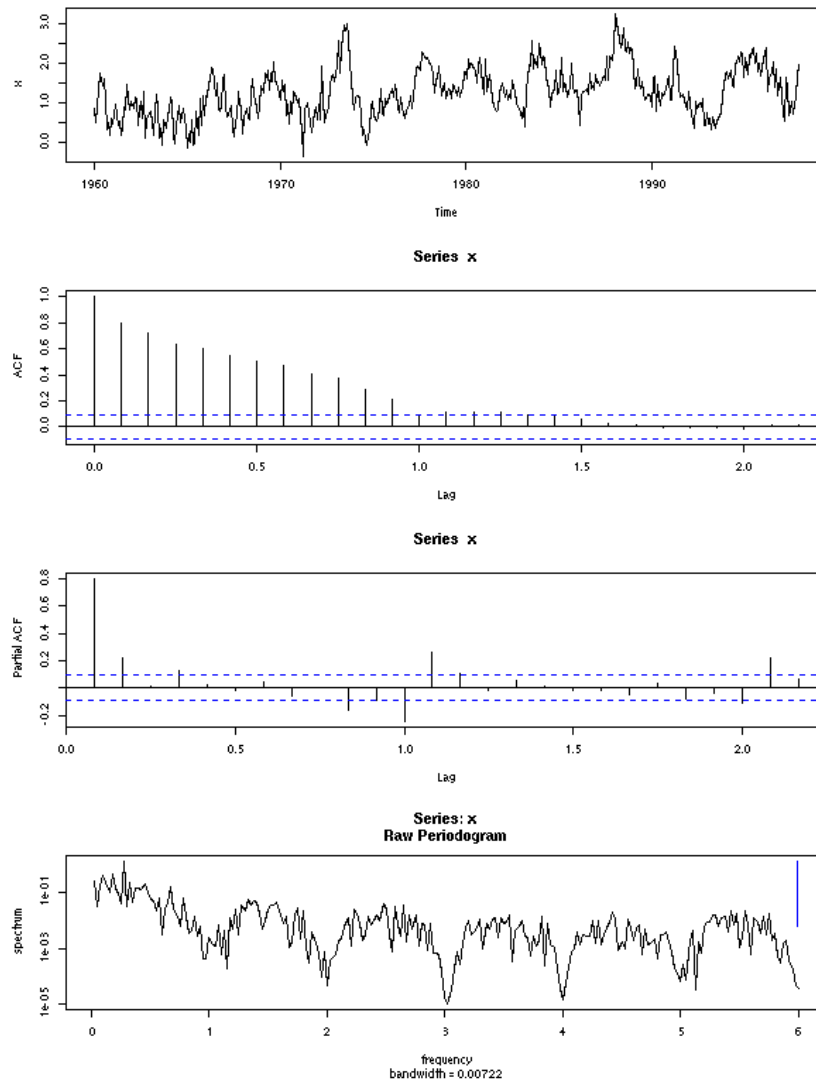 3.0
2.0
1.0
0.0
x
1960
1970
1980
1990
Time
Series x
1.0
0.8
0.6
0.4
0.2
0.0
ACF
0.0
0.5
1.0
1.5
2.0
Lag
Series x
0.8
0.6
0.4
0.2
-0.2
Partial ACF
0.0
0.5
1.0
1.5
2.0
Lag
Series: x
Raw Periodogram
1e+01
1e-03
1e-05
spectrum
0
1
2
3
4
5
6
frequency
bandwidth = 0.00722